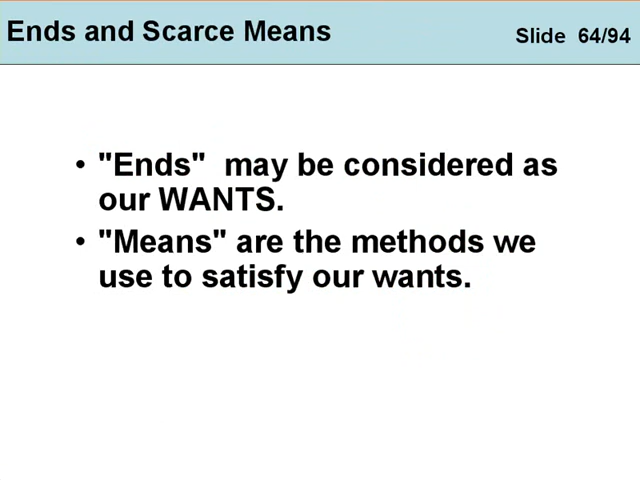 Ends and Scarce Means
Slide 64/94
• "Ends"  may be considered as
our WANTS.
• "Means" are the methods we
use to satisfy our wants.